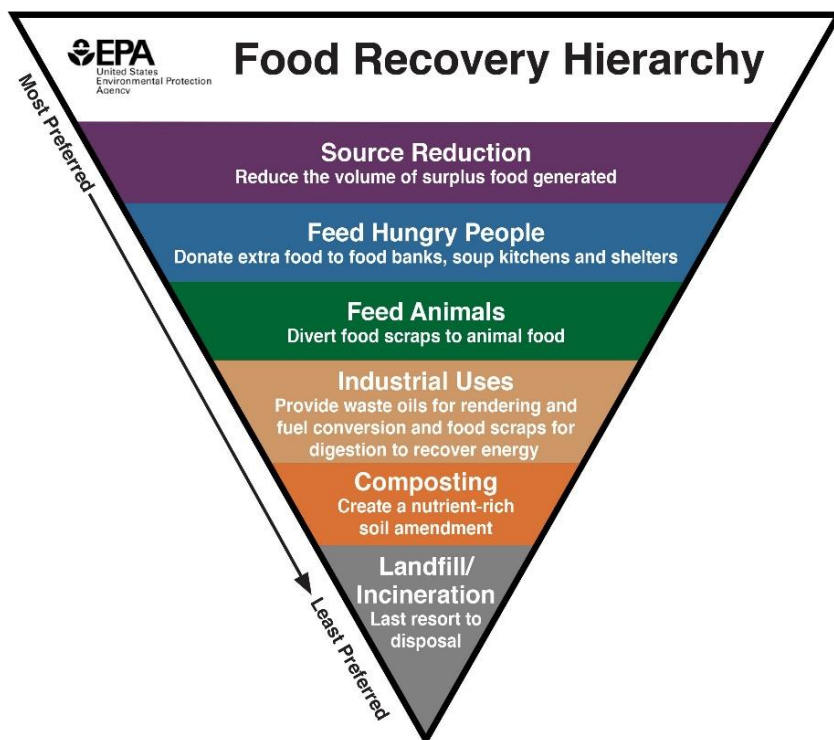 EPA
United States
Environmental Protection
Agency
Food Recovery Hierarchy
Most Preferred
Source Reduction
Reduce the volume of surplus food generated
Feed Hungry People
Donate extra food to food banks, soup kitchens and shelters
Feed Animals
Divert food scraps to animal food
Industrial Uses
Provide waste oils for rendering and
fuel conversion and food scraps for
digestion to recover energy
Composting
Create a nutrient-rich
soil amendment
Landfill/
Incineration
Last resort to
disposal
Least Preferred